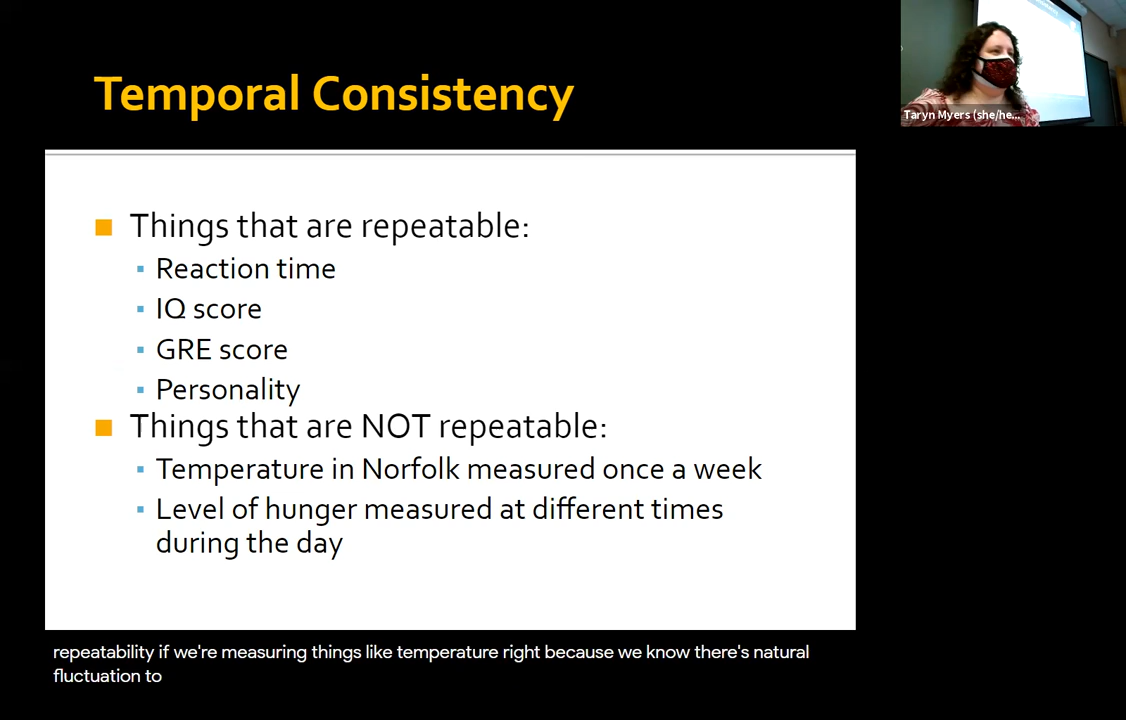 Temporal Consistency
Taryn Myers (she/he...
Things that are repeatable:
Reaction time
IQ score
GRE score
Personality
Things that are NOT repeatable:
Temperature in Norfolk measured once a week
Level of hunger measured at different times
during the day
repeatability if we're measuring things like temperature right because we know there's natural
fluctuation to